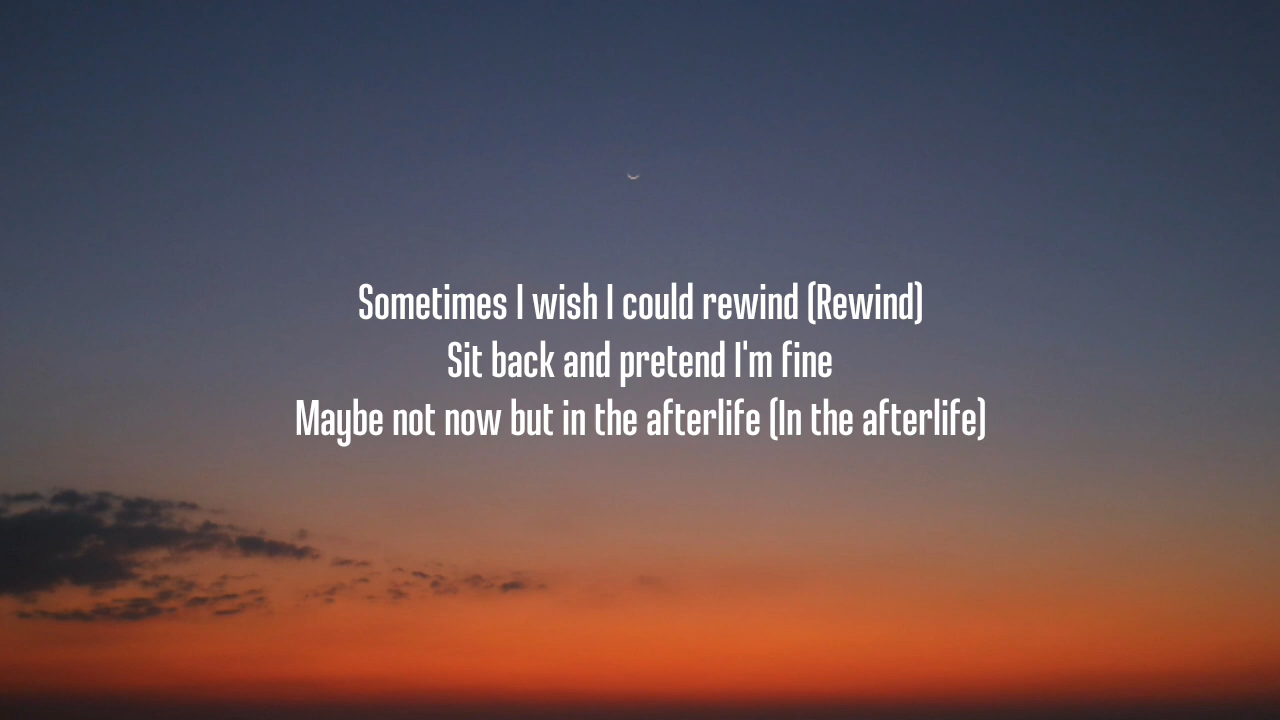 Sometimes I wish I could rewind (Rewind)
Sit back and pretend I'm fine
Maybe not now but in the afterlife (In the afterlife)